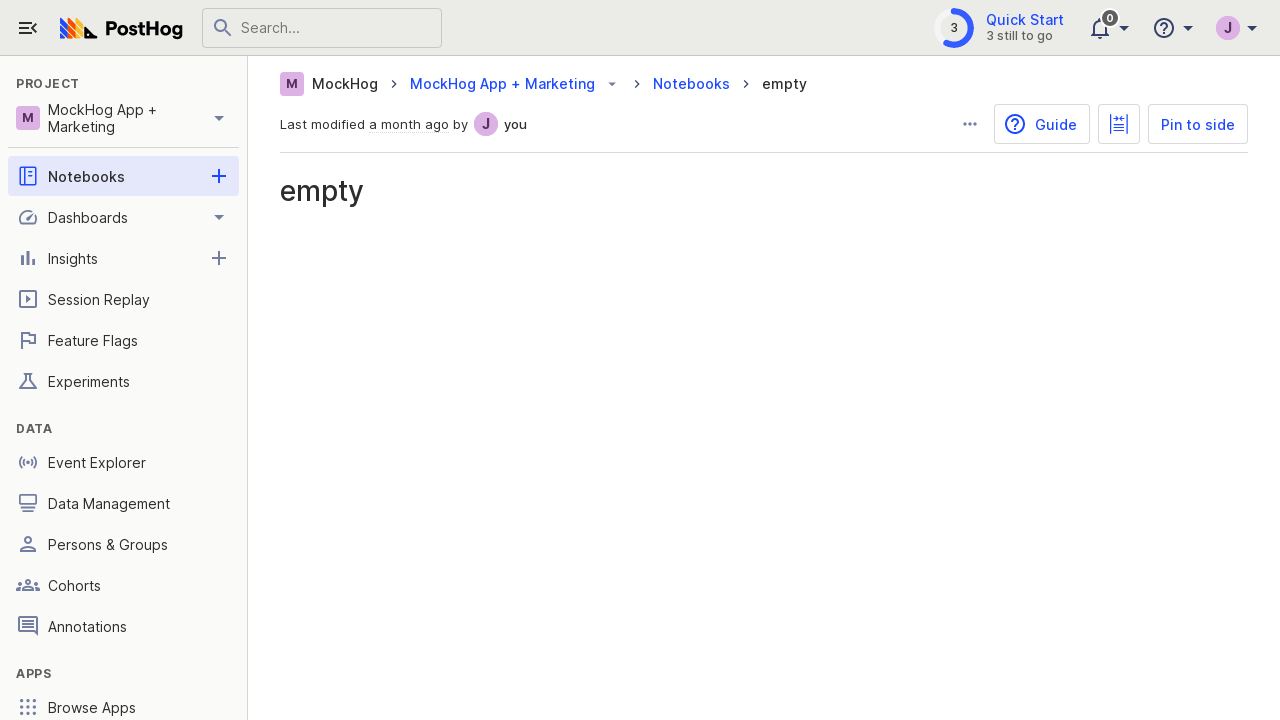 PostHog
Search...
3
Quick Start
3 still to go
0
J
PROJECT
M
MockHog App +
Marketing
Notebooks
Dashboards
Insights
Session Replay
Feature Flags
Experiments
DATA
Event Explorer
Data Management
Persons & Groups
Cohorts
Annotations
APPS
Browse Apps
M MockHog MockHog App + Marketing Notebooks empty
Last modified a month ago by J you
Guide
Pin to side
empty